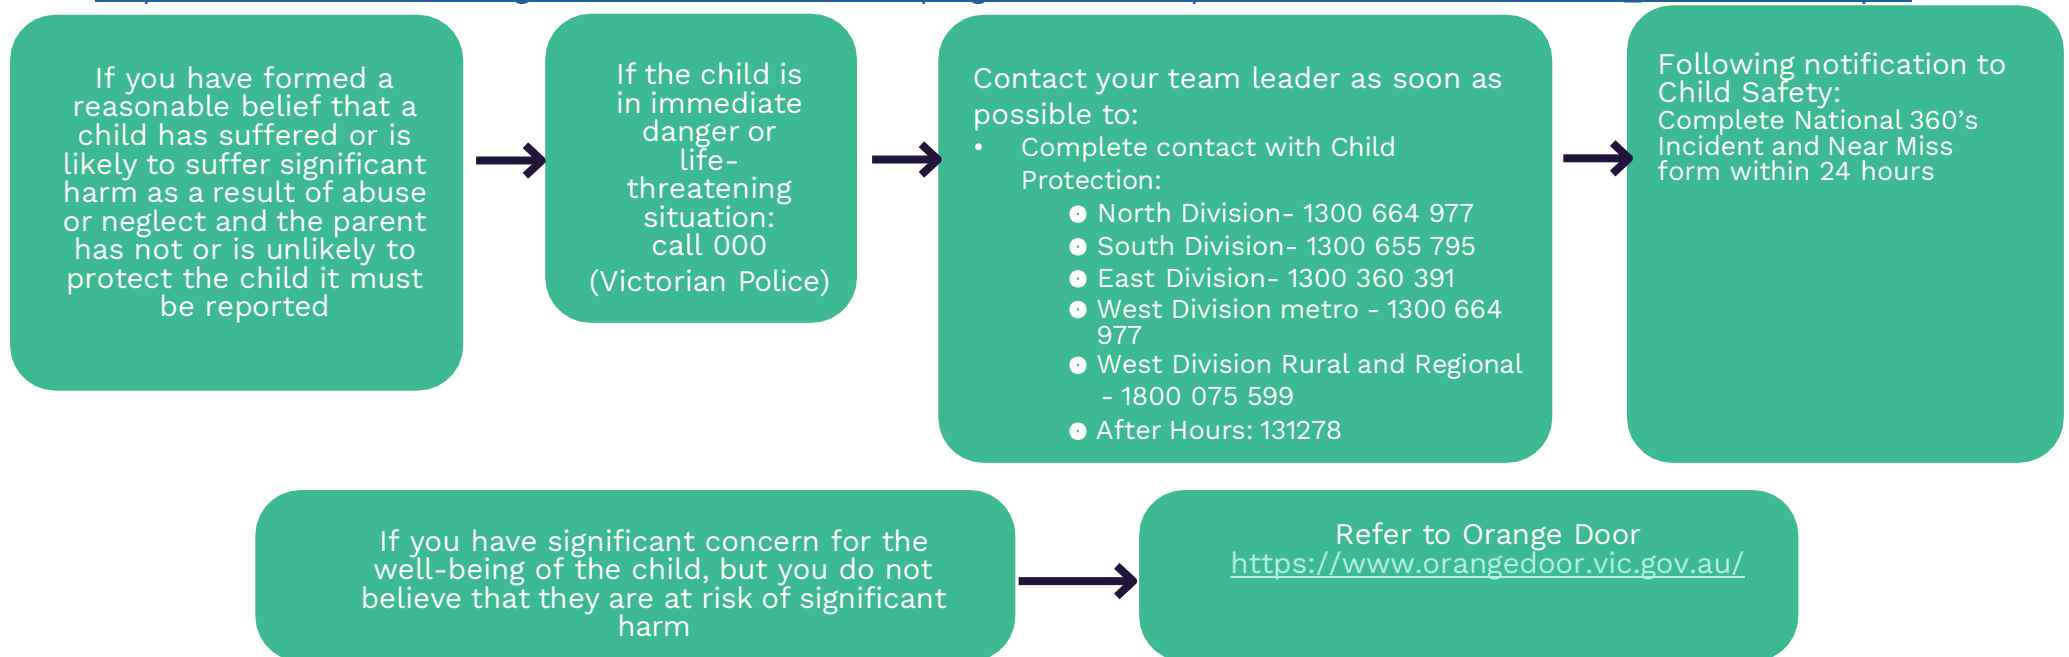 If you have formed a
reasonable belief that a
child has suffered or is
likely to suffer significant
harm as a result of abuse
or neglect and the parent
has not or is unlikely to
protect the child it must
be reported
If the child is
in immediate
danger or
life-
threatening
situation:
call 000
(Victorian Police)
Contact your team leader as soon as
possible to:
• Complete contact with Child
Protection:
North Division- 1300 664 977
South Division- 1300 655 795
East Division- 1300 360 391
West Division metro - 1300 664
977
West Division Rural and Regional
- 1800 075 599
After Hours: 131278
Following notification to
Child Safety:
Complete National 360’s
Incident and Near Miss
form within 24 hours
If you have significant concern for the
well-being of the child, but you do not
believe that they are at risk of significant
harm
Refer to Orange Door
https://www.orangedoor.vic.gov.au/